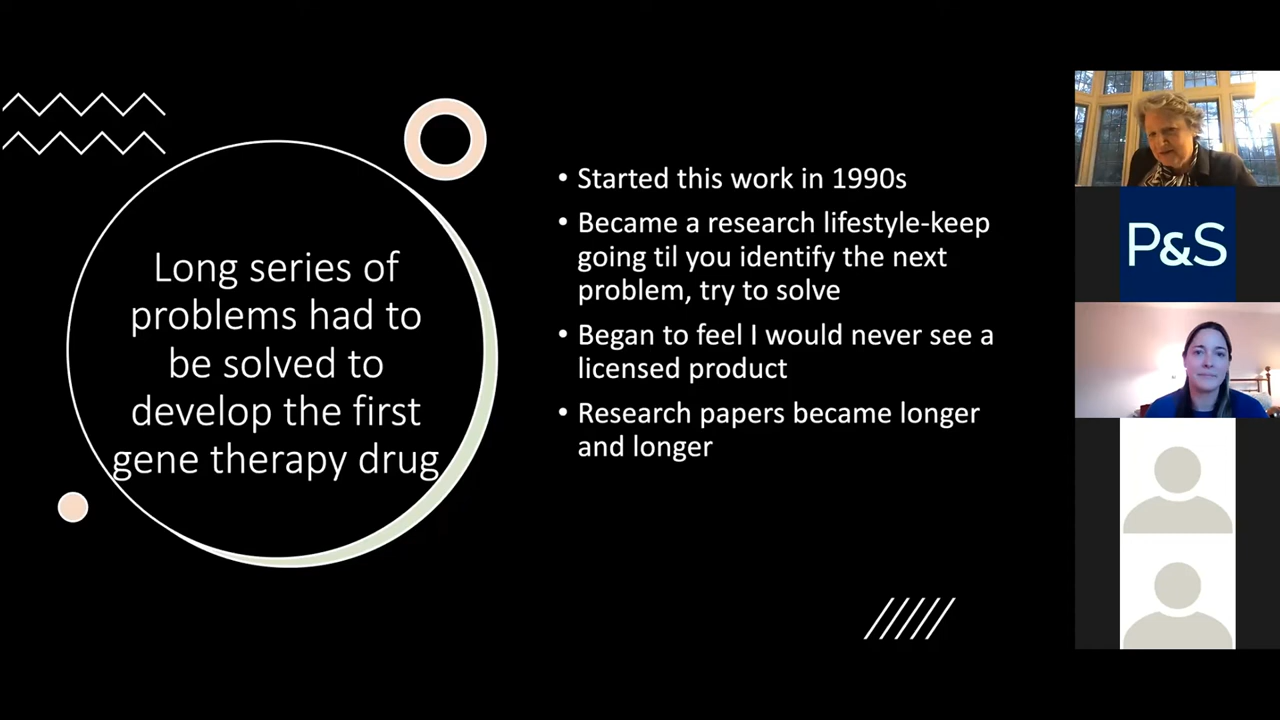 Long series of
problems had to
be solved to
develop the first
gene therapy drug
• Started this work in 1990s
• Became a research lifestyle-keep
going til you identify the next
problem, try to solve
• Began to feel I would never see a
licensed product
• Research papers became longer
and longer
P&S